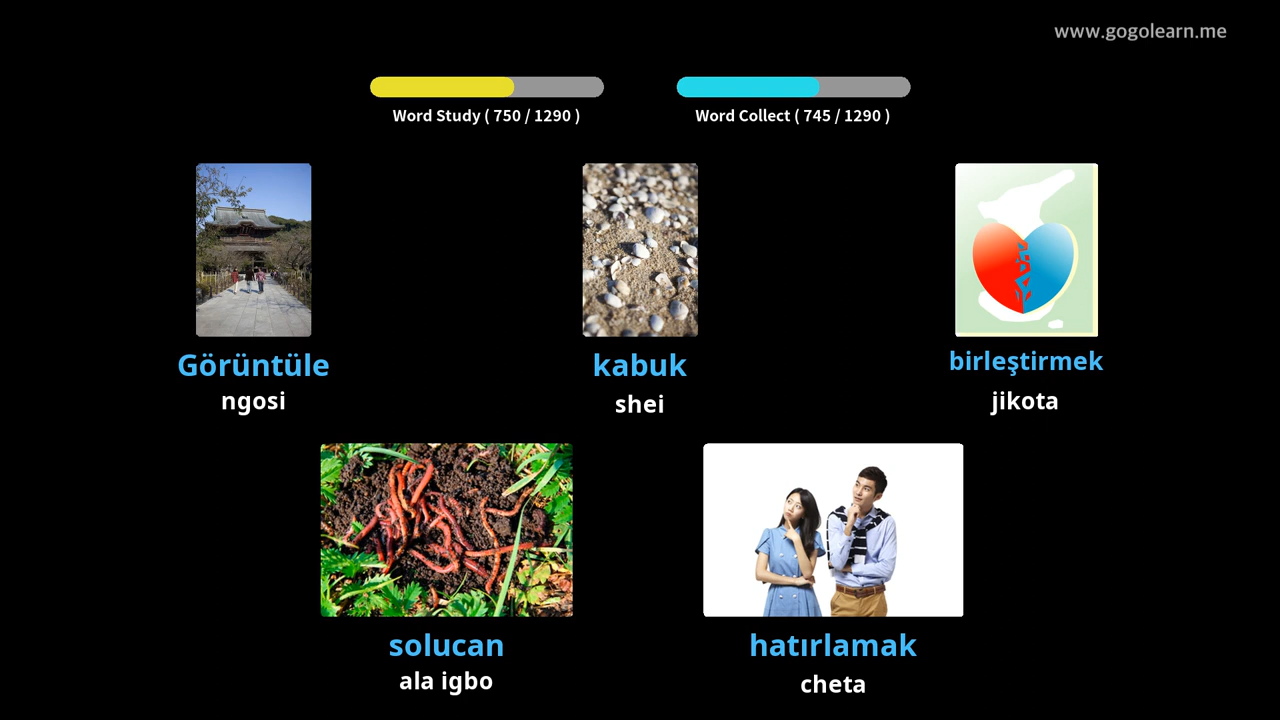 www.gogolearn.me
Word Study ( 750 / 1290 )
Word Collect ( 745 / 1290 )
Görüntüle
ngosi
kabuk
shei
birleştirmek
jikota
solucan
ala igbo
hatırlamak
cheta